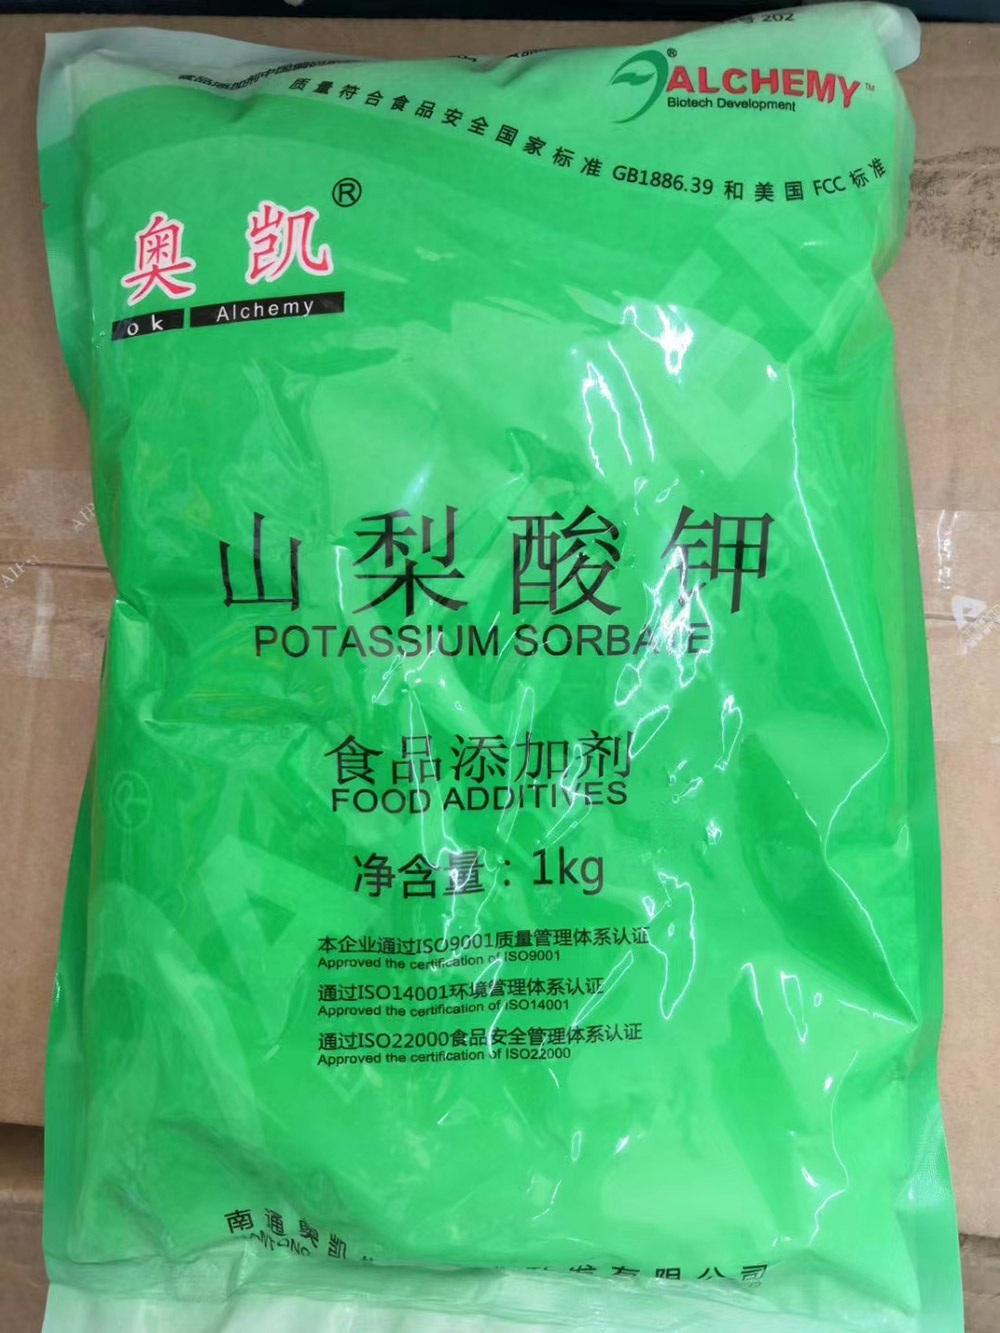 202
质量符合食品安全国家标准 GB1886.39 和美国 FCC 标准
®ALCHEMY™
Biotech Development
奥凯®
ok Alchemy
山梨酸钾
POTASSIUM SORBATE
食品添加剂
FOOD ADDITIVES
净含量：1kg
本企业通过ISO9001质量管理体系认证
Approved the certification of ISO9001
通过ISO14001环境管理体系认证
Approved the certification of ISO14001
通过ISO22000食品安全管理体系认证
Approved the certification of ISO22000
南通奥凯 发有限公司